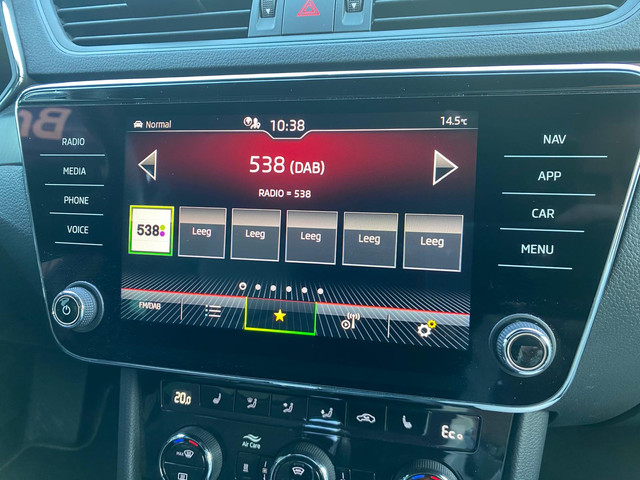 Normal
10:38
14.5°C
RADIO
MEDIA
PHONE
VOICE
538 (DAB)
RADIO = 538
538
Leeg
Leeg
Leeg
Leeg
Leeg
FM/DAB
NAV
APP
CAR
MENU
20.0
Eco
Air Care
MAX